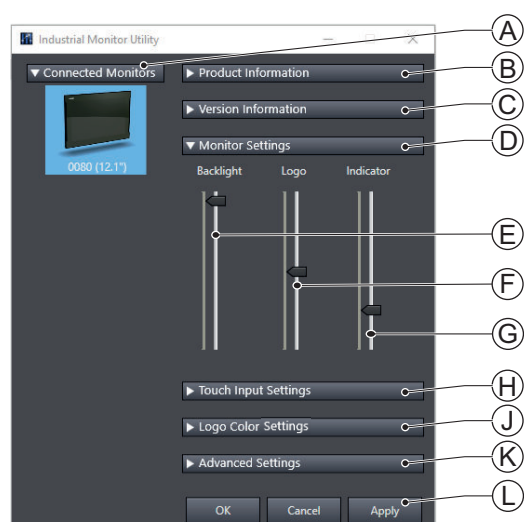 Industrial Monitor Utility
A
▼ Connected Monitors
▶ Product Information
B
▶ Version Information
C
▼ Monitor Settings
D
0080 (12.1")
Backlight Logo Indicator
E
F
G
▶ Touch Input Settings
H
▶ Logo Color Settings
J
▶ Advanced Settings
K
OK Cancel Apply
L